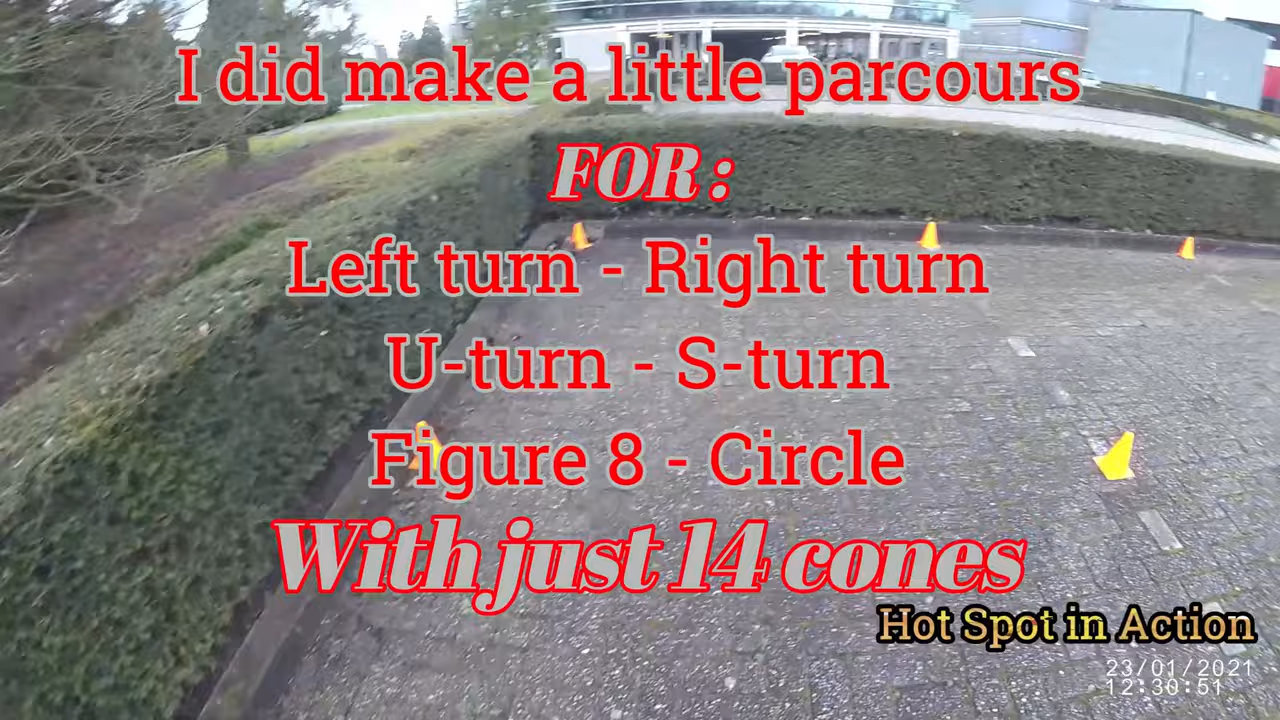 I did make a little parcours
FOR :
Left turn - Right turn
U-turn - S-turn
Figure 8 - Circle
With just 14 cones
Hot Spot in Action
23/01/2021
12:30:51